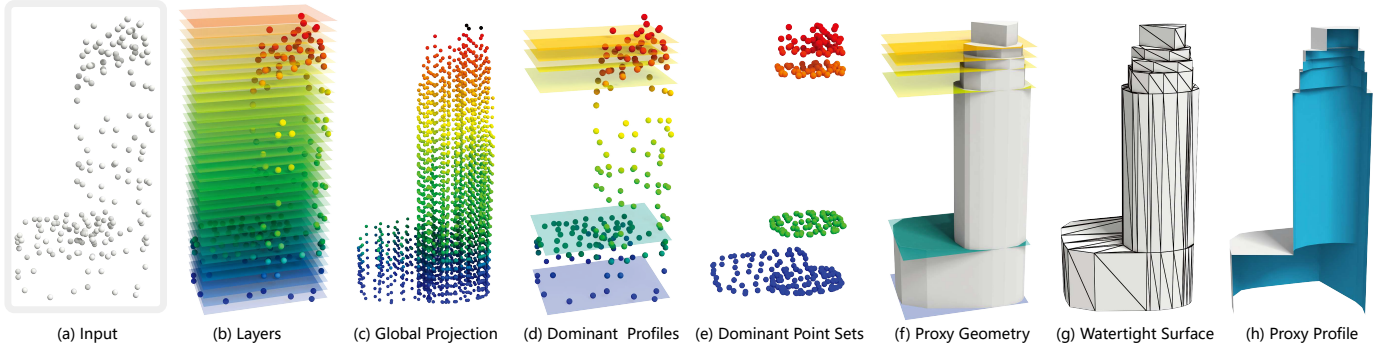 (a) Input
(b) Layers
(c) Global Projection
(d) Dominant Profiles
(e) Dominant Point Sets
(f) Proxy Geometry
(g) Watertight Surface
(h) Proxy Profile